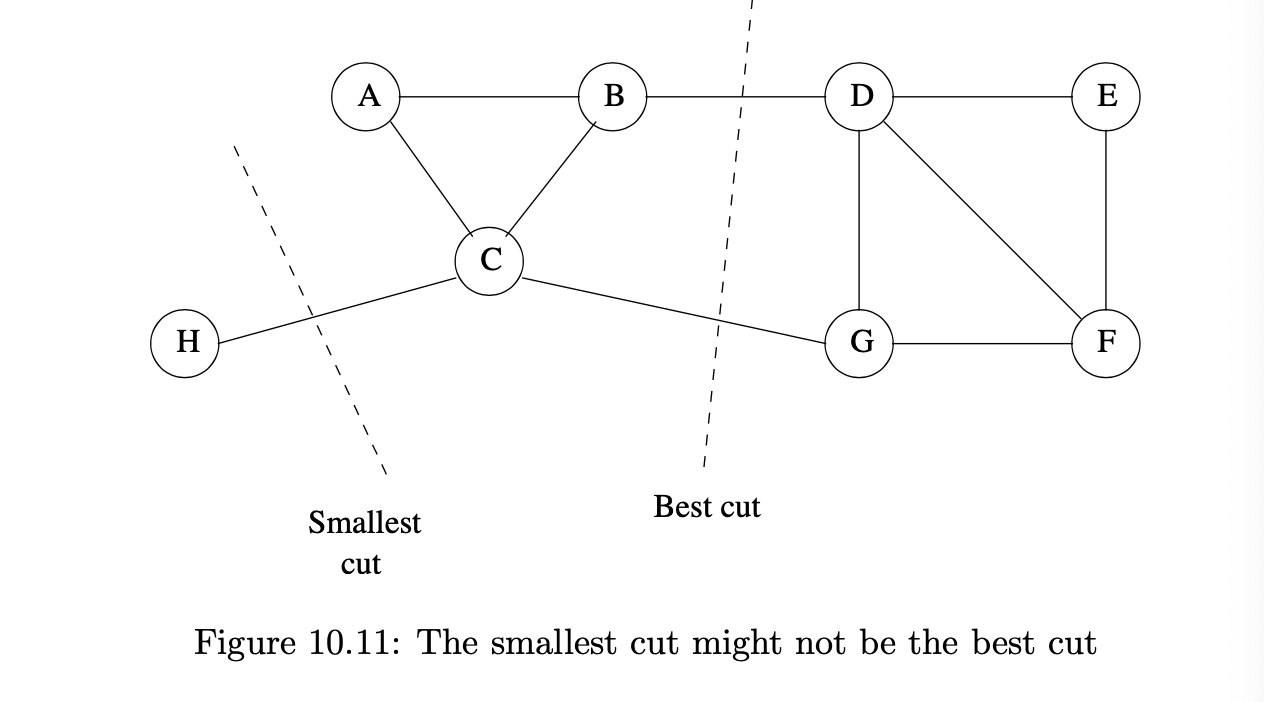 A
B
D
E
C
H
G
F
Smallest
cut
Best cut
Figure 10.11: The smallest cut might not be the best cut